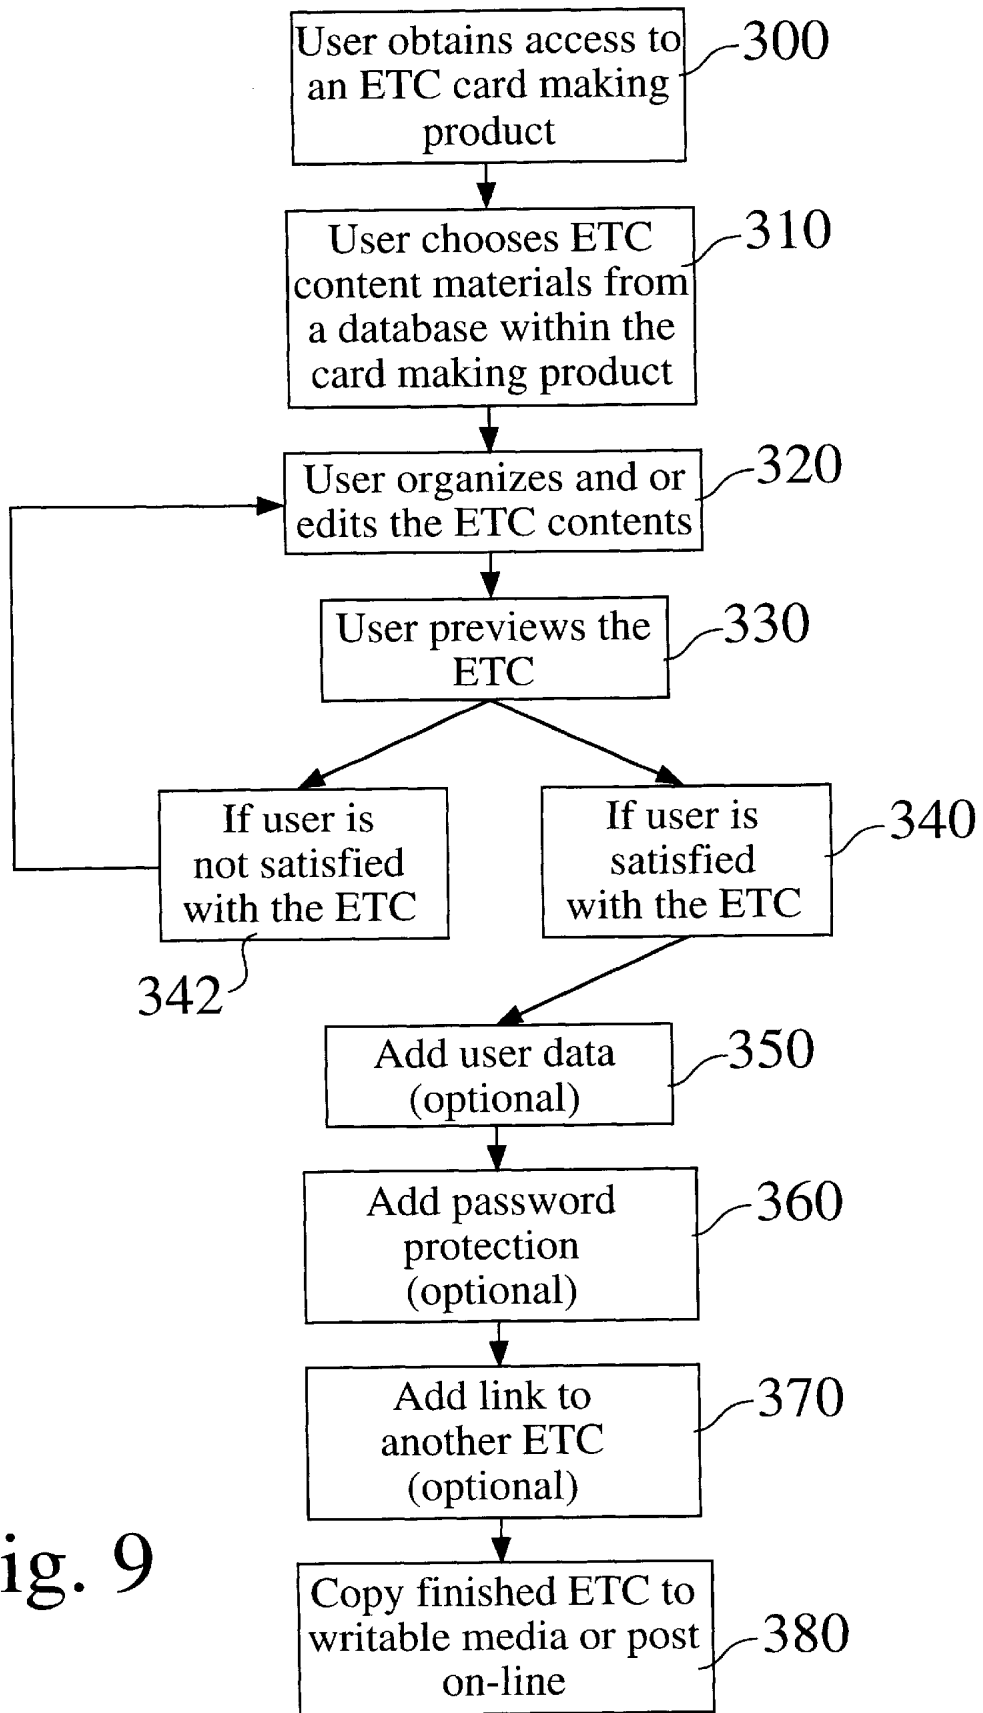 User obtains access to
an ETC card making
product
300
User chooses ETC
content materials from
a database within the
card making product
310
User organizes and or
edits the ETC contents
320
User previews the
ETC
330
If user is
not satisfied
with the ETC
342
If user is
satisfied
with the ETC
340
Add user data
(optional)
350
Add password
protection
(optional)
360
Add link to
another ETC
(optional)
370
ig. 9
Copy finished ETC to
writable media or post
on-line
380